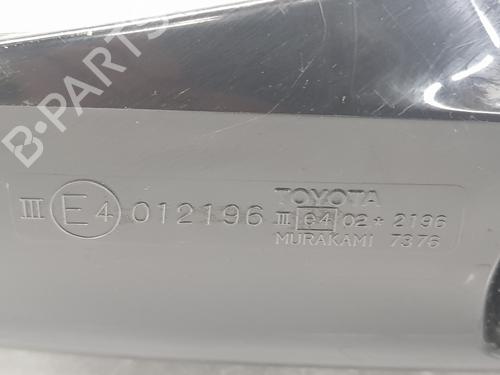 B-PARTS
TOYOTA
III E4 012196 III e4 02 * 2196
MURAKAMI 7376